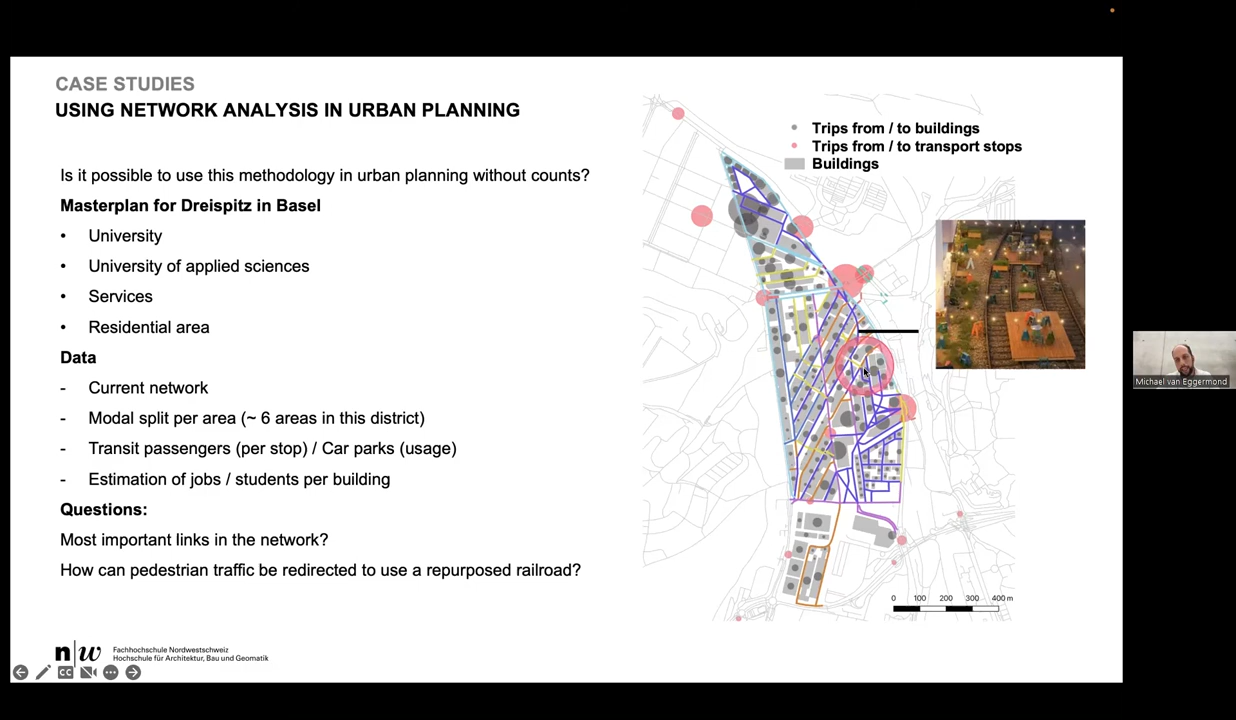 CASE STUDIES
USING NETWORK ANALYSIS IN URBAN PLANNING
Is it possible to use this methodology in urban planning without counts?
Masterplan for Dreispitz in Basel
• University
• University of applied sciences
• Services
• Residential area
Data
- Current network
- Modal split per area (~ 6 areas in this district)
- Transit passengers (per stop) / Car parks (usage)
- Estimation of jobs / students per building
Questions:
Most important links in the network?
How can pedestrian traffic be redirected to use a repurposed railroad?
Trips from / to buildings
Trips from / to transport stops
Buildings
0 100 200 300 400 m
Michael van Eggermond
n|w
Fachhochschule Nordwestschweiz
Hochschule für Architektur, Bau und Geomatik
CC